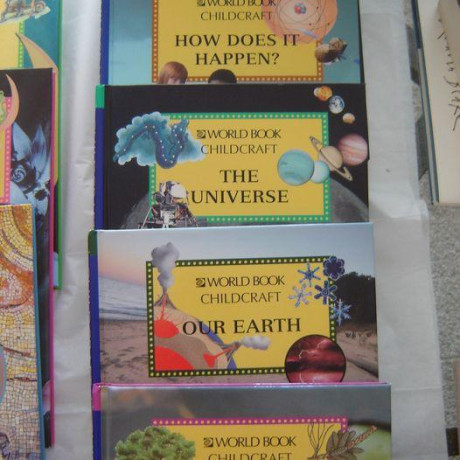 WORLD BOOK
CHILDCRAFT
HOW DOES IT
HAPPEN?
WORLD BOOK
CHILDCRAFT
THE
UNIVERSE
WORLD BOOK
CHILDCRAFT
OUR EARTH
WORLD BOOK
CHILDCRAFT